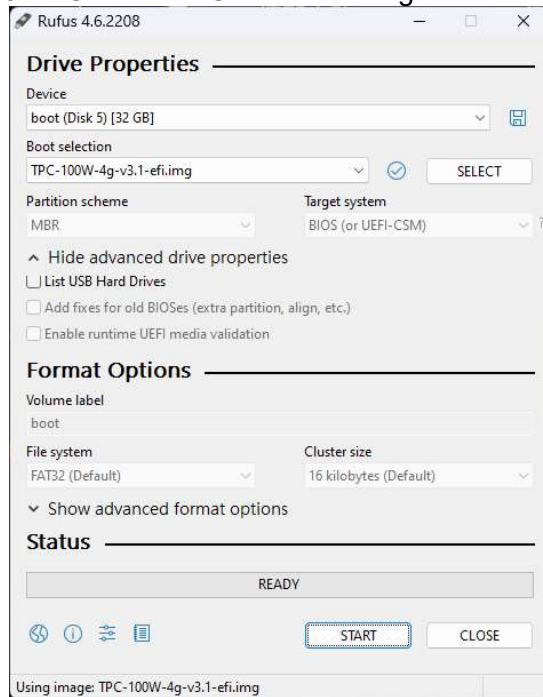 Rufus 4.6.2208
Drive Properties
Device
boot (Disk 5) [32 GB]
Boot selection
TPC-100W-4g-v3.1-efi.img
SELECT
Partition scheme
Target system
MBR
BIOS (or UEFI-CSM)
?
Hide advanced drive properties
List USB Hard Drives
Add fixes for old BIOSes (extra partition, align, etc.)
Enable runtime UEFI media validation
Format Options
Volume label
boot
File system
Cluster size
FAT32 (Default)
16 kilobytes (Default)
Show advanced format options
Status
READY
START
CLOSE
Using image: TPC-100W-4g-v3.1-efi.img